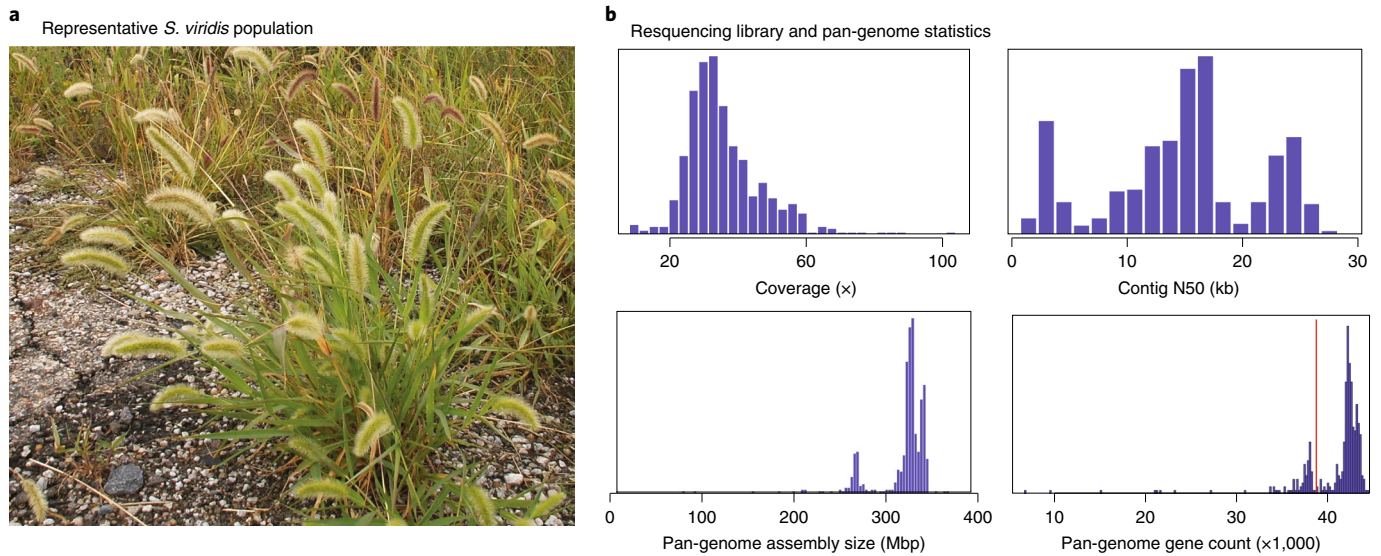 a
Representative S. viridis population
b
Resquencing library and pan-genome statistics
20 60 100
Coverage (×)
0 10 20 30
Contig N50 (kb)
0 100 200 300 400
Pan-genome assembly size (Mbp)
10 20 30 40
Pan-genome gene count (×1,000)